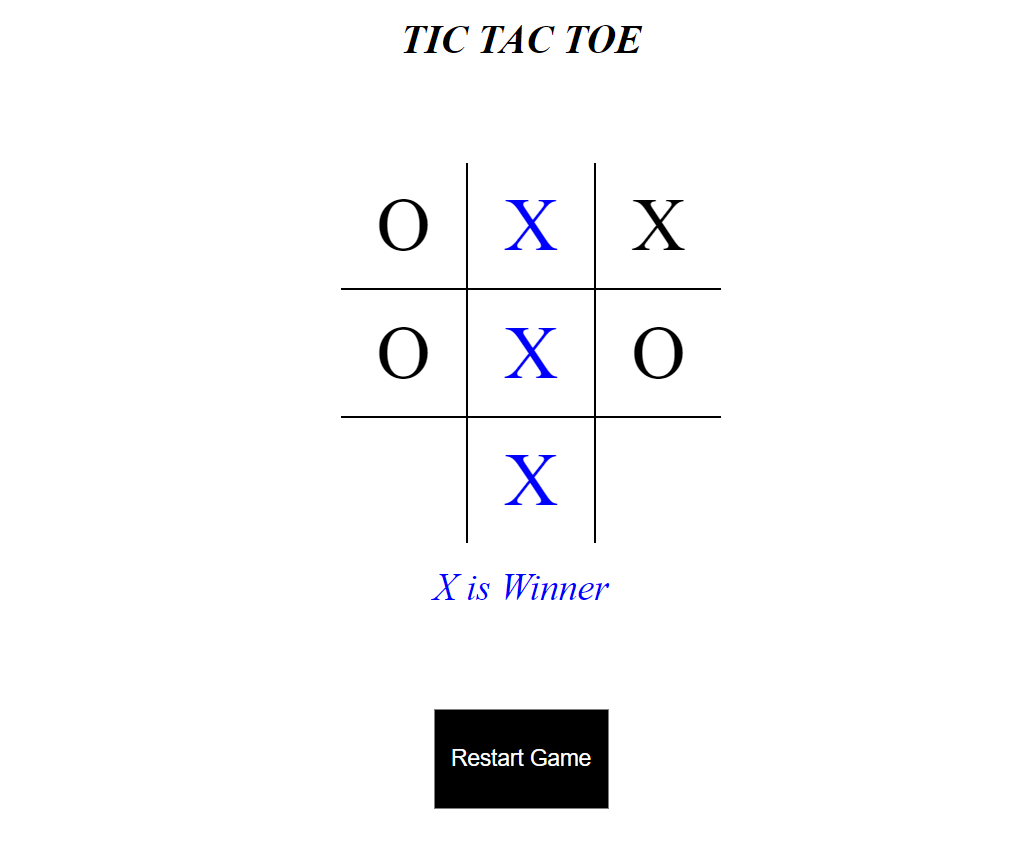 TIC TAC TOE
O X X
O X O
X
X is Winner
Restart Game